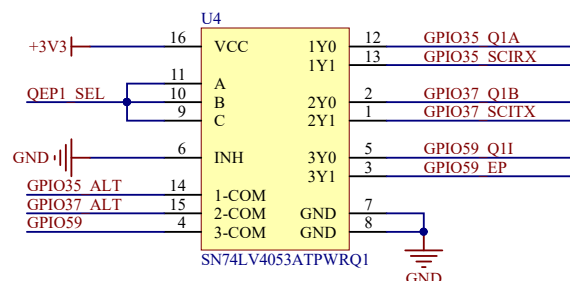 U4
+3V3 16 VCC 1Y0 12 GPIO35_Q1A
1Y1 13 GPIO35_SCIRX
11 A
QEP1_SEL 10 B 2Y0 2 GPIO37_Q1B
9 C 2Y1 1 GPIO37_SCITX
GND 6 INH 3Y0 5 GPIO59_Q1I
3Y1 3 GPIO59_EP
GPIO35_ALT 14 1-COM
GPIO37_ALT 15 2-COM GND 7
GPIO59 4 3-COM GND 8
SN74LV4053ATPWRQ1
GND